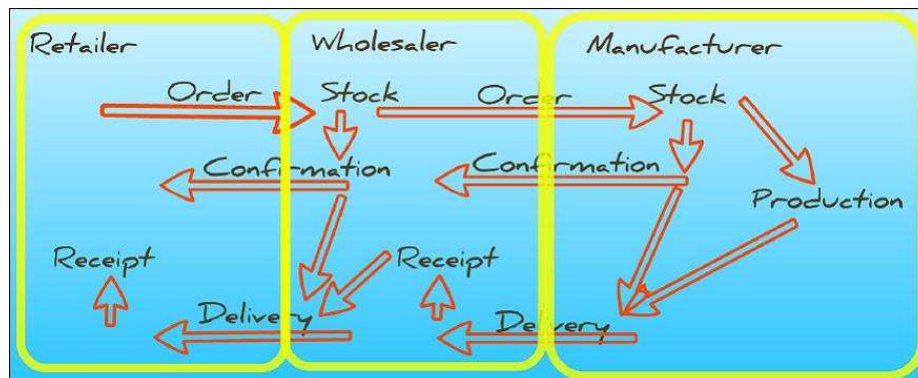 Retailer
Wholesaler
Manufacturer
Order
Stock
Order
Stock
Confirmation
Confirmation
Production
Receipt
Receipt
Delivery
Delivery